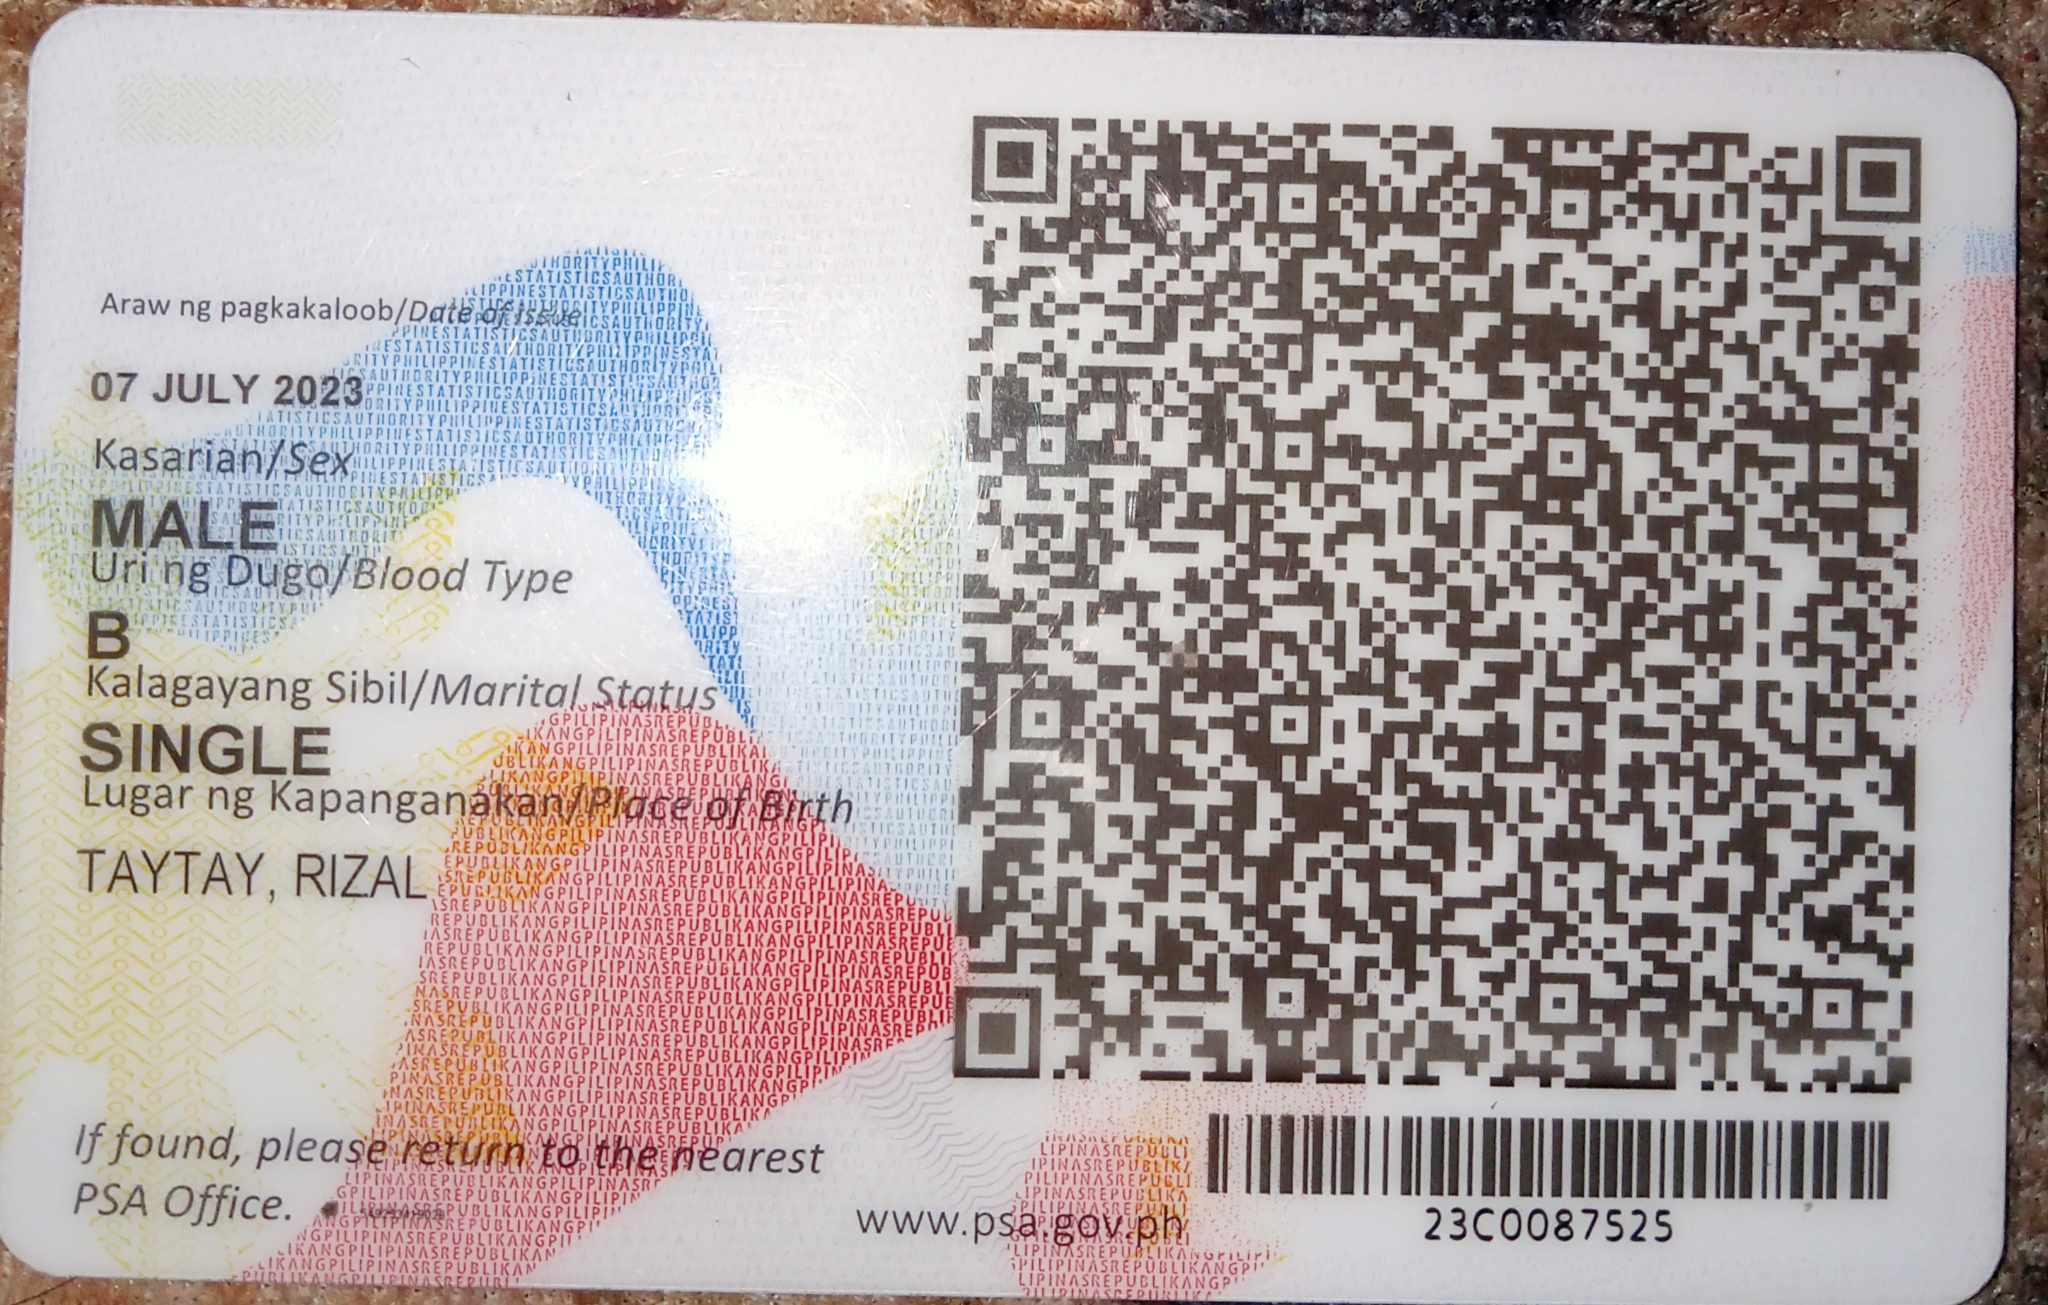 Araw ng pagkakaloob/Date of issue
07 JULY 2023
Kasarian/Sex
MALE
Uri ng Dugo/Blood Type
B
Kalagayang Sibil/Marital Status
SINGLE
Lugar ng Kapanganakan/Place of Birth
TAYTAY, RIZAL
If found, please return to the nearest
PSA Office.
www.psa.gov.ph
23C0087525